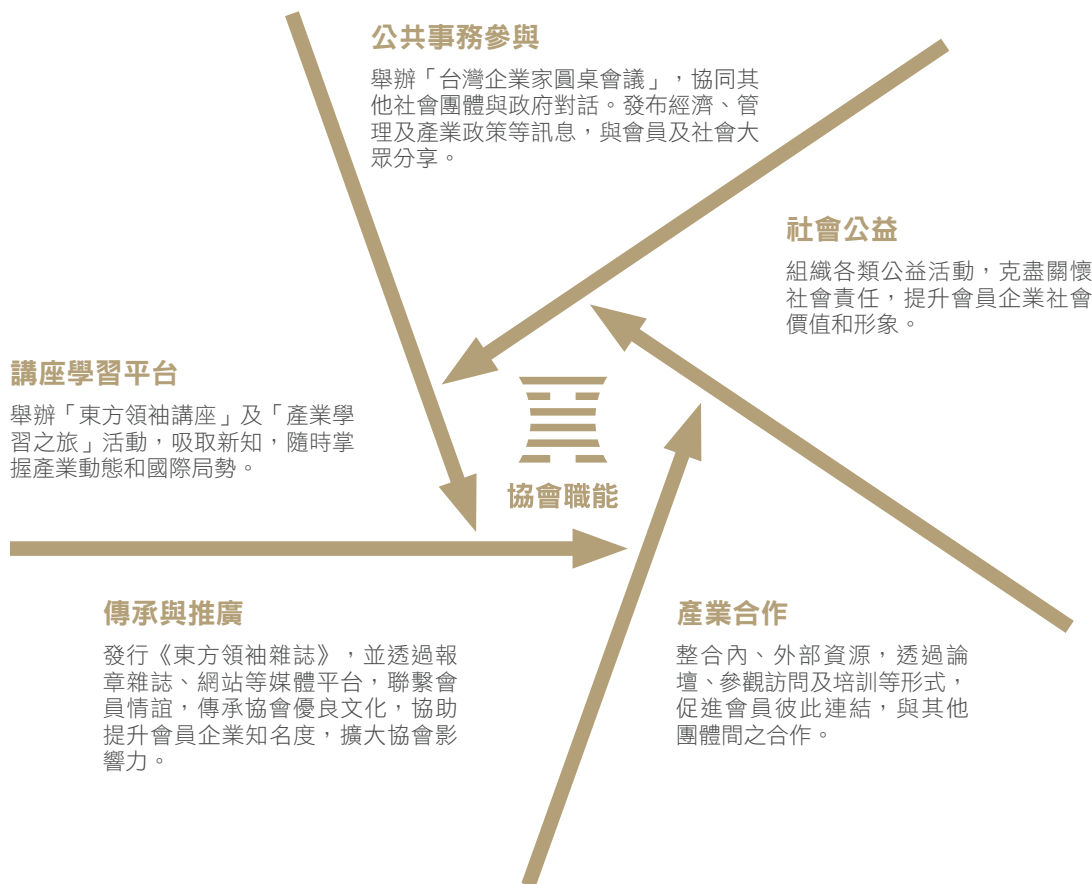 公共事務參與
舉辦「台灣企業家圓桌會議」，協同其
他社會團體與政府對話。發布經濟、管
理及產業政策等訊息，與會員及社會大
眾分享。
社會公益
組織各類公益活動，克盡關懷
社會責任，提升會員企業社會
價值和形象。
講座學習平台
舉辦「東方領袖講座」及「產業學
習之旅」活動，吸取新知，隨時掌
握產業動態和國際局勢。
協會職能
傳承與推廣
發行《東方領袖雜誌》，並透過報
章雜誌、網站等媒體平台，聯繫會
員情誼，傳承協會優良文化，協助
提升會員企業知名度，擴大協會影
響力。
產業合作
整合內、外部資源，透過論
壇、參觀訪問及培訓等形式，
促進會員彼此連結，與其他
團體間之合作。